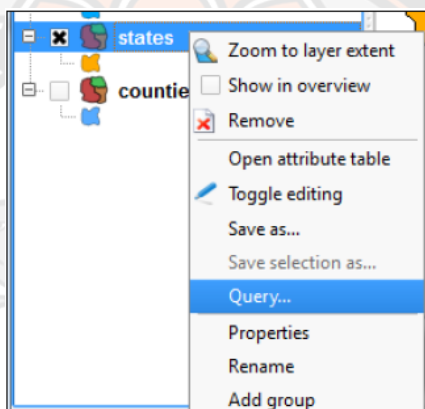 states
counties
Zoom to layer extent
Show in overview
Remove
Open attribute table
Toggle editing
Save as...
Save selection as...
Query...
Properties
Rename
Add group